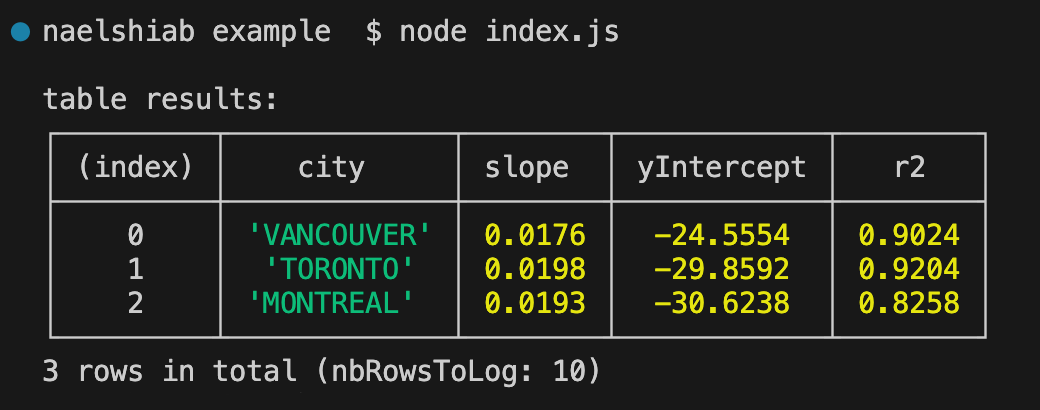 naelshiab example $ node index.js
table results:
(index) city slope yIntercept r2
0 'VANCOUVER' 0.0176 -24.5554 0.9024
1 'TORONTO' 0.0198 -29.8592 0.9204
2 'MONTREAL' 0.0193 -30.6238 0.8258
3 rows in total (nbRowsToLog: 10)